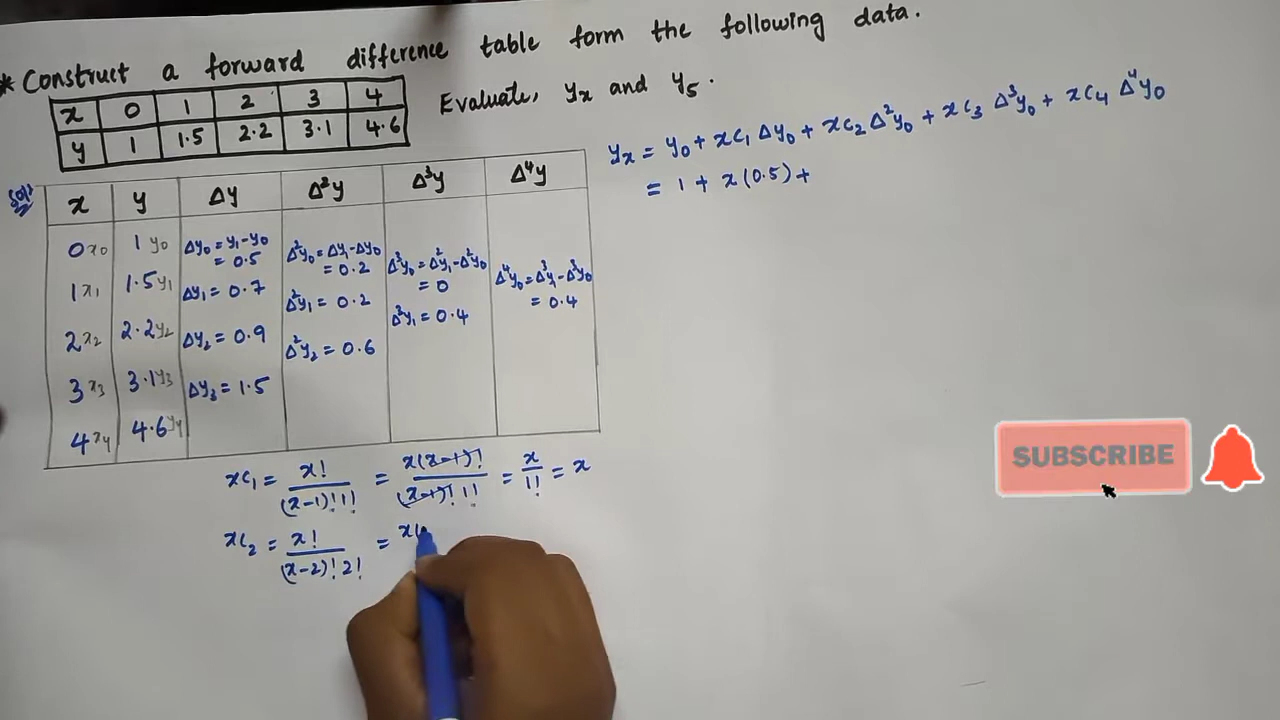 * Construct a forward difference table form the following data.
x 0 1 2 3 4
y 1 1.5 2.2 3.1 4.6
Evaluate, yₓ and y₅.
yₓ = y₀ + xC₁ Δy₀ + xC₂ Δ²y₀ + xC₃ Δ³y₀ + xC₄ Δ⁴y₀
= 1 + x(0.5) +
Sol:
x y Δy Δ²y Δ³y Δ⁴y
0 x₀ 1 y₀ Δy₀ = y₁-y₀ Δ²y₀ = Δy₁-Δy₀ Δ³y₀ = Δ²y₁-Δ²y₀ Δ⁴y₀ = Δ³y₁-Δ³y₀
= 0.5 = 0.2 = 0 = 0.4
1 x₁ 1.5 y₁ Δy₁ = 0.7 Δ²y₁ = 0.2 Δ³y₁ = 0.4
2 x₂ 2.2 y₂ Δy₂ = 0.9 Δ²y₂ = 0.6
3 x₃ 3.1 y₃ Δy₃ = 1.5
4 x₄ 4.6 y₄
xC₁ = x!/(x-1)!1! = x(x-1)!/(x-1)!1! = x/1! = x
xC₂ = x!/(x-2)!2! = x(
SUBSCRIBE